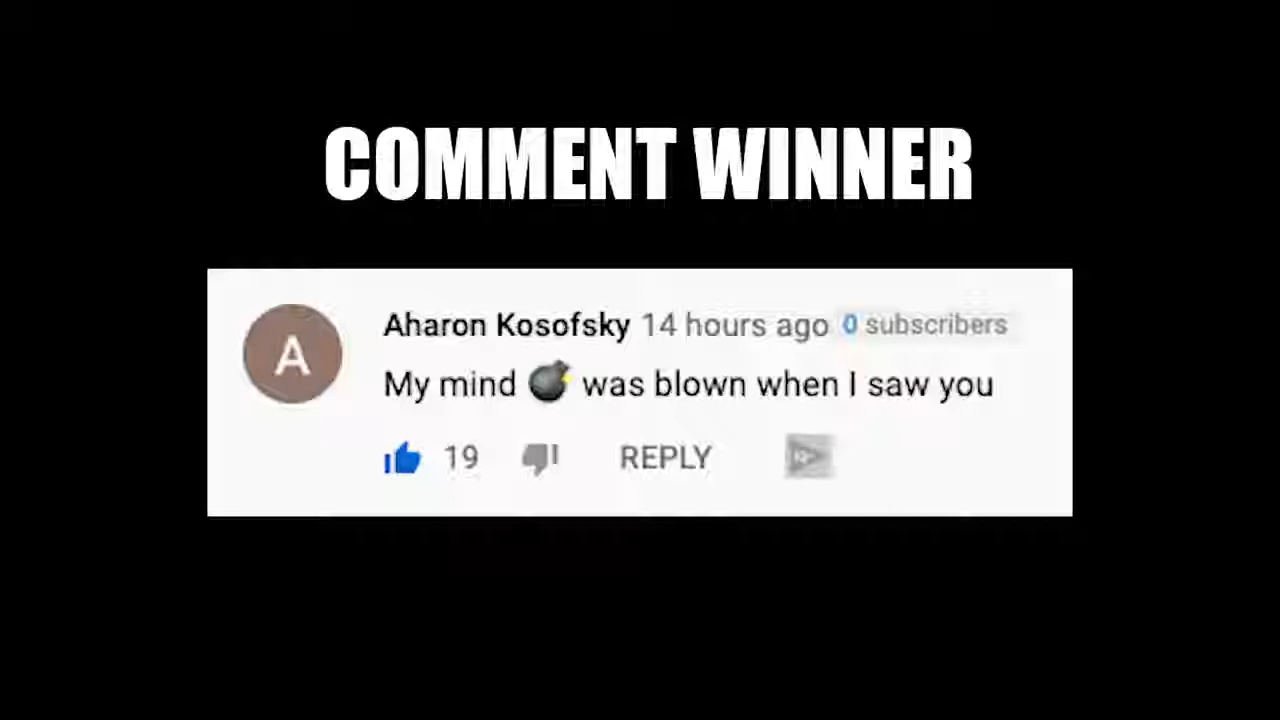 COMMENT WINNER
A
Aharon Kosofsky 14 hours ago 0 subscribers
My mind 💣 was blown when I saw you
19 REPLY